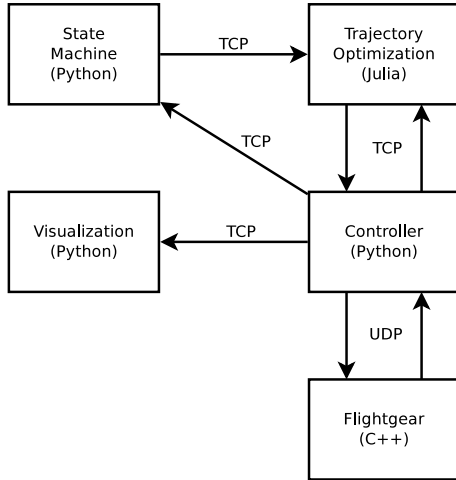 State
Machine
(Python)
TCP
Trajectory
Optimization
(Julia)
TCP
TCP
Visualization
(Python)
TCP
Controller
(Python)
UDP
Flightgear
(C++)